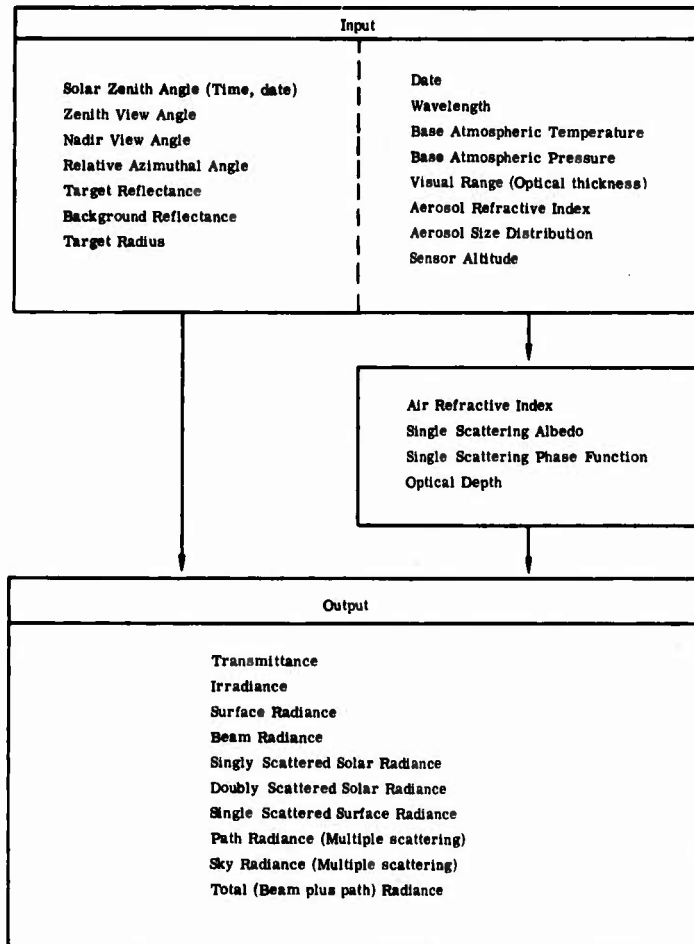 Input
Solar Zenith Angle (Time, date)
Zenith View Angle
Nadir View Angle
Relative Azimuthal Angle
Target Reflectance
Background Reflectance
Target Radius
Date
Wavelength
Base Atmospheric Temperature
Base Atmospheric Pressure
Visual Range (Optical thickness)
Aerosol Refractive Index
Aerosol Size Distribution
Sensor Altitude
Air Refractive Index
Single Scattering Albedo
Single Scattering Phase Function
Optical Depth
Output
Transmittance
Irradiance
Surface Radiance
Beam Radiance
Singly Scattered Solar Radiance
Doubly Scattered Solar Radiance
Single Scattered Surface Radiance
Path Radiance (Multiple scattering)
Sky Radiance (Multiple scattering)
Total (Beam plus path) Radiance